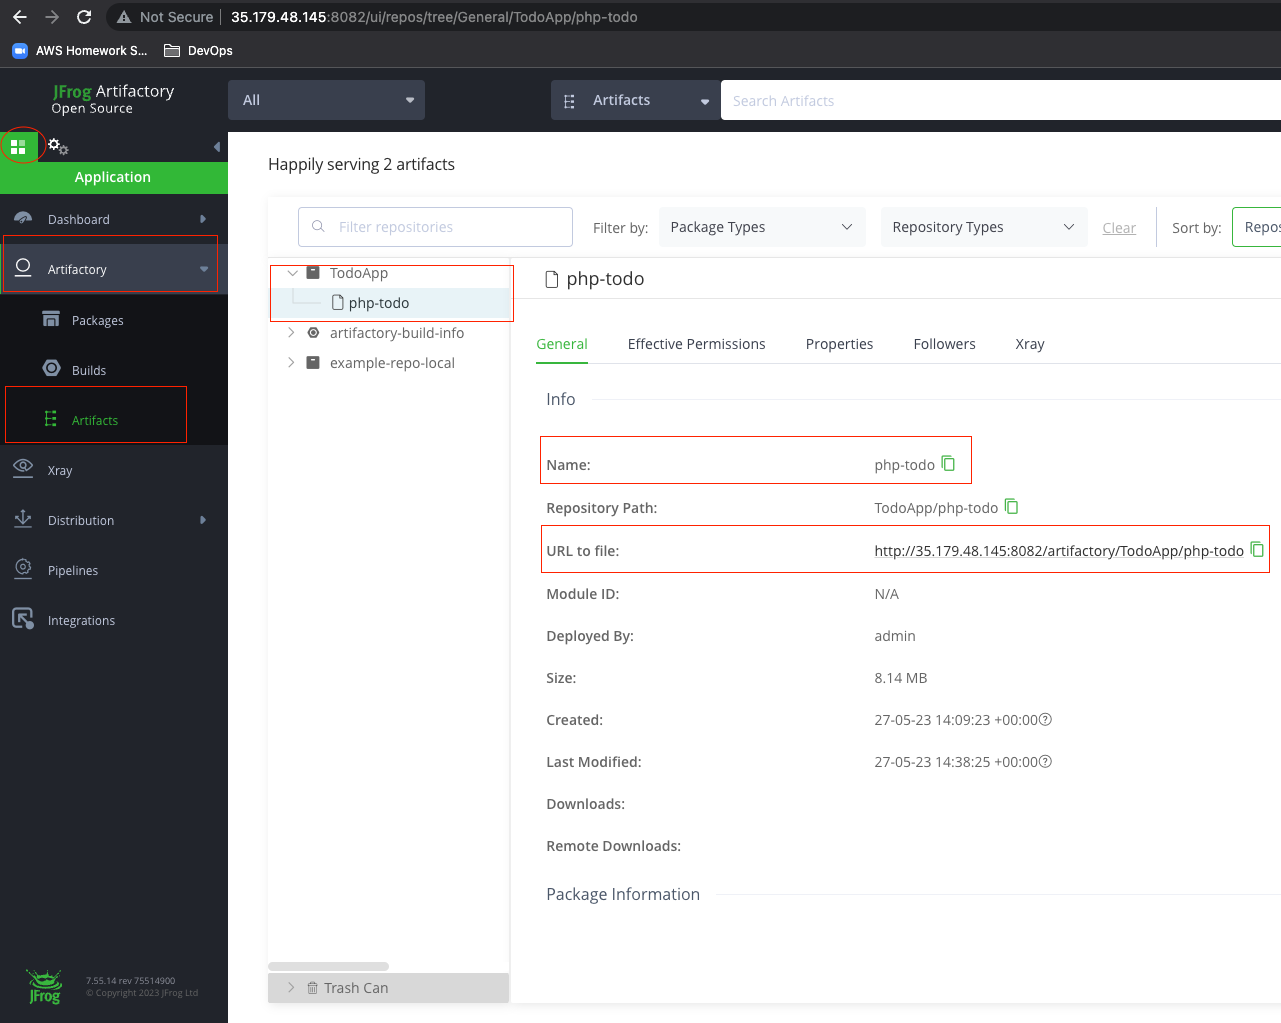 Not Secure 35.179.48.145:8082/ui/repos/tree/General/TodoApp/php-todo
AWS Homework S... DevOps
JFrog Artifactory
Open Source
All
Artifacts
Search Artifacts
Application
Dashboard
Artifactory
Packages
Builds
Artifacts
Xray
Distribution
Pipelines
Integrations
JFrog
7.55.14 rev 75514900
© Copyright 2023 JFrog Ltd
Happily serving 2 artifacts
Filter repositories
Filter by:
Package Types
Repository Types
Clear
Sort by:
Repos
TodoApp
php-todo
artifactory-build-info
example-repo-local
Trash Can
php-todo
General Effective Permissions Properties Followers Xray
Info
Name: php-todo
Repository Path: TodoApp/php-todo
URL to file: http://35.179.48.145:8082/artifactory/TodoApp/php-todo
Module ID: N/A
Deployed By: admin
Size: 8.14 MB
Created: 27-05-23 14:09:23 +00:00
Last Modified: 27-05-23 14:38:25 +00:00
Downloads:
Remote Downloads:
Package Information